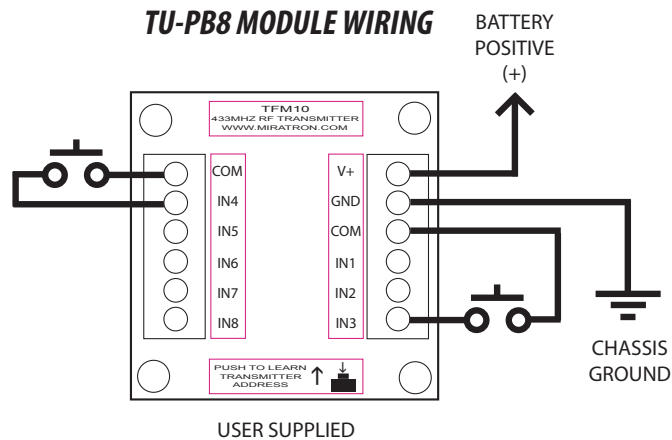 TU-PB8 MODULE WIRING
BATTERY
POSITIVE
(+)
TFM10
433MHZ RF TRANSMITTER
WWW.MIRATRON.COM
COM
IN4
IN5
IN6
IN7
IN8
V+
GND
COM
IN1
IN2
IN3
CHASSIS
GROUND
PUSH TO LEARN
TRANSMITTER
ADDRESS
USER SUPPLIED